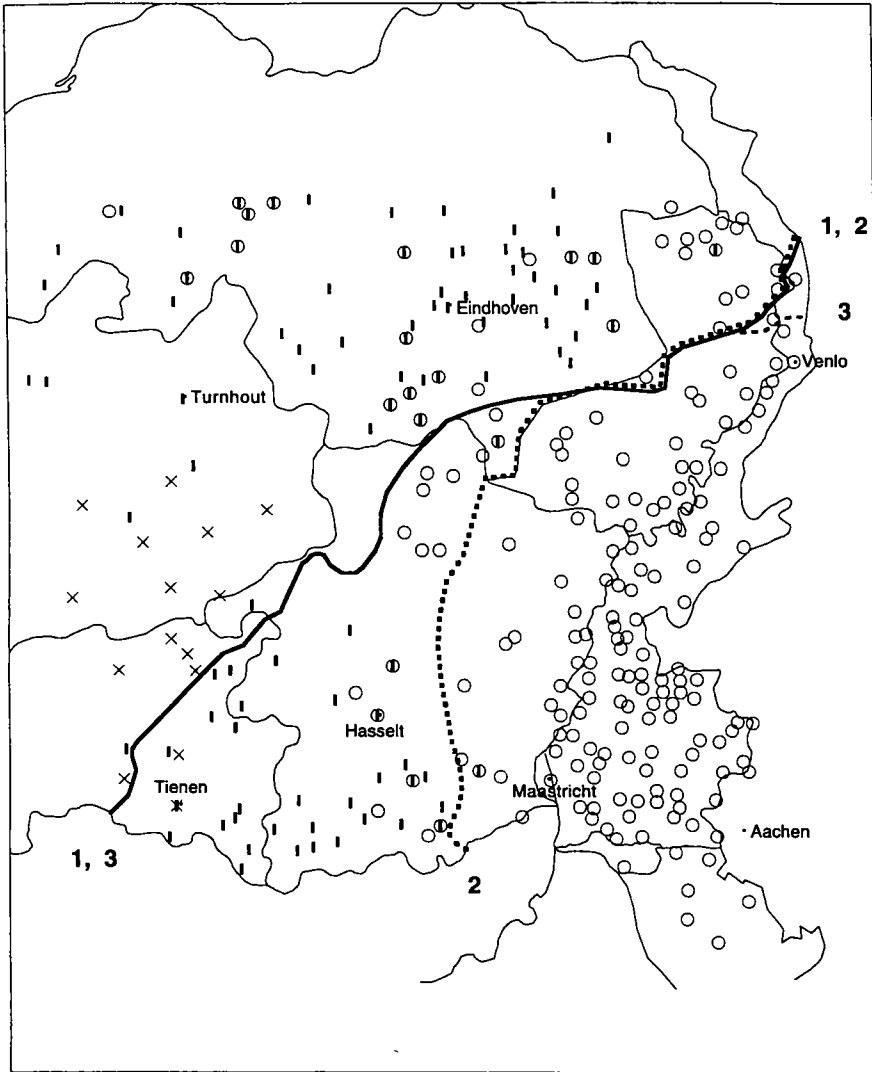 1, 2
Eindhoven
3
Venlo
Turnhout
Hasselt
Tienen
Maastricht
Aachen
1, 3
2